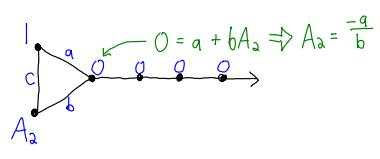 1
a
0 = a + bA₂ ⇒ A₂ = -a/b
0 0 0 0
c
b
A₂